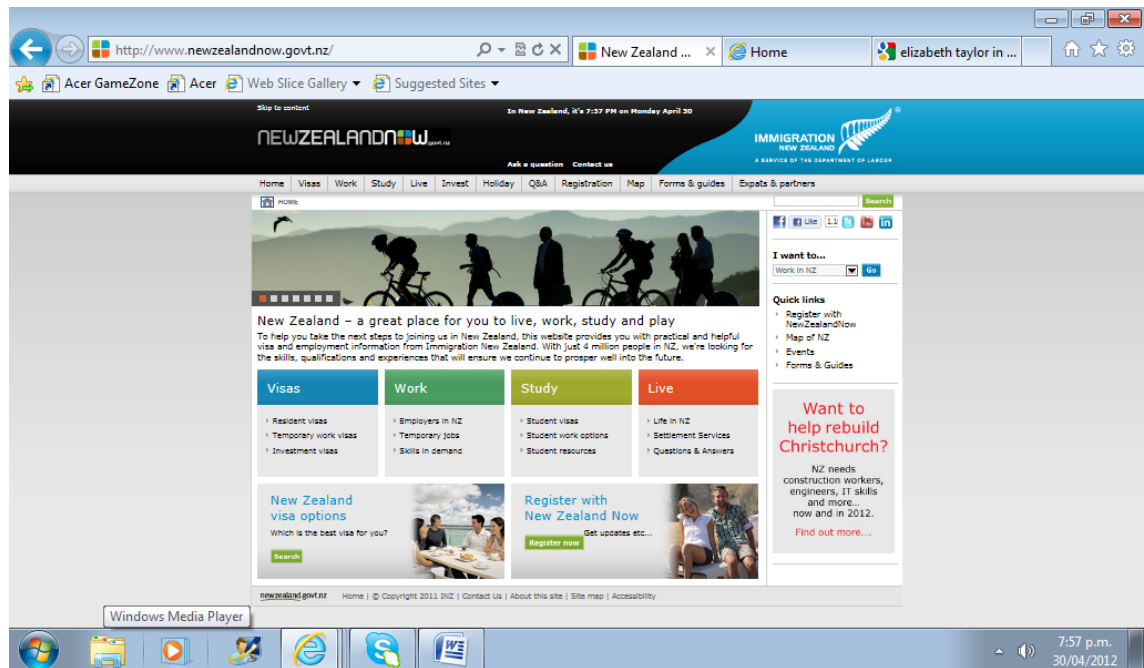 http://www.newzealandnow.govt.nz/
New Zealand ...
Home
elizabeth taylor in ...
Acer GameZone
Acer
Web Slice Gallery
Suggested Sites
Skip to content
In New Zealand, it's 7:37 PM on Monday April 30
NEWZEALANDNOW.govt.nz
IMMIGRATION
NEW ZEALAND
A SERVICE OF THE DEPARTMENT OF LABOUR
Ask a question Contact us
Home Visas Work Study Live Invest Holiday Q&A Registration Map Forms & guides Expats & partners
HOME
Search
Like
I want to...
Work in NZ
Go
Quick links
Register with
NewZealandNow
Map of NZ
Events
Forms & Guides
New Zealand – a great place for you to live, work, study and play
To help you take the next steps to joining us in New Zealand, this website provides you with practical and helpful
visa and employment information from Immigration New Zealand. With just 4 million people in NZ, we're looking for
the skills, qualifications and experiences that will ensure we continue to prosper well into the future.
Visas
Resident visas
Temporary work visas
Investment visas
Work
Employers in NZ
Temporary jobs
Skills in demand
Study
Student visas
Student work options
Student resources
Live
Life in NZ
Settlement Services
Questions & Answers
Want to
help rebuild
Christchurch?
NZ needs
construction workers,
engineers, IT skills
and more...
now and in 2012.
Find out more...
New Zealand
visa options
Which is the best visa for you?
Search
Register with
New Zealand Now
Get updates etc...
Register now
newzealand.govt.nz Home | © Copyright 2011 INZ | Contact Us | About this site | Site map | Accessibility
Windows Media Player
7:57 p.m.
30/04/2012